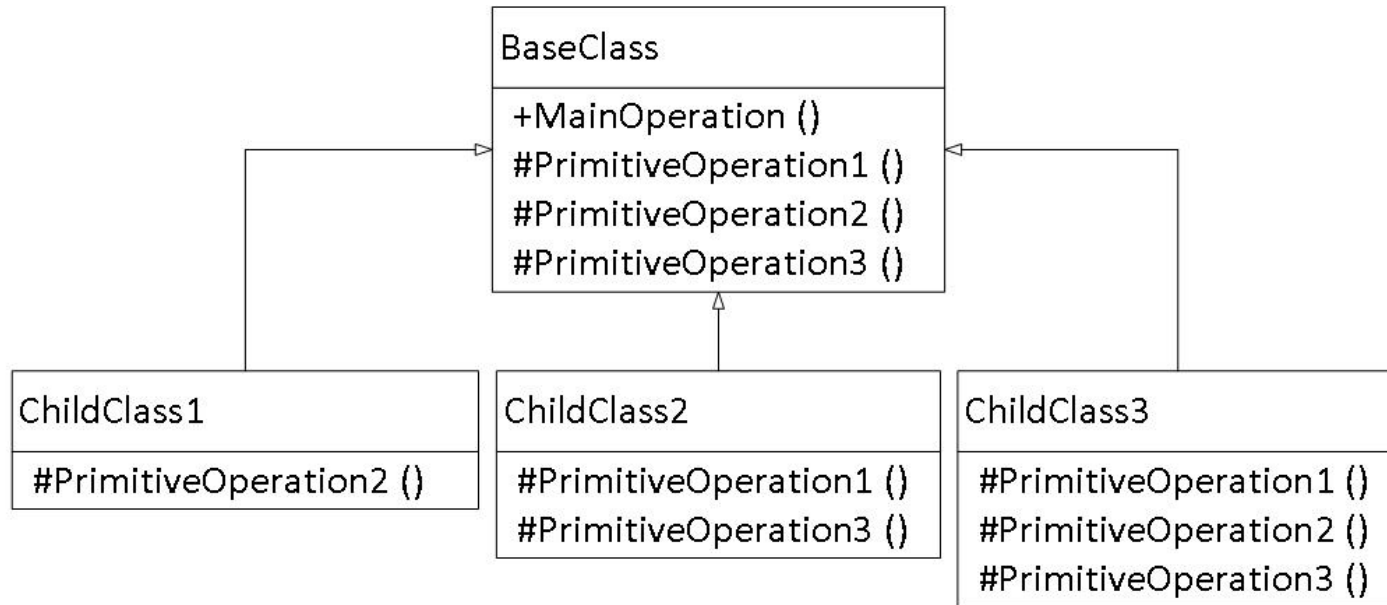 BaseClass
+MainOperation ()
#PrimitiveOperation1 ()
#PrimitiveOperation2 ()
#PrimitiveOperation3 ()
ChildClass1
#PrimitiveOperation2 ()
ChildClass2
#PrimitiveOperation1 ()
#PrimitiveOperation3 ()
ChildClass3
#PrimitiveOperation1 ()
#PrimitiveOperation2 ()
#PrimitiveOperation3 ()